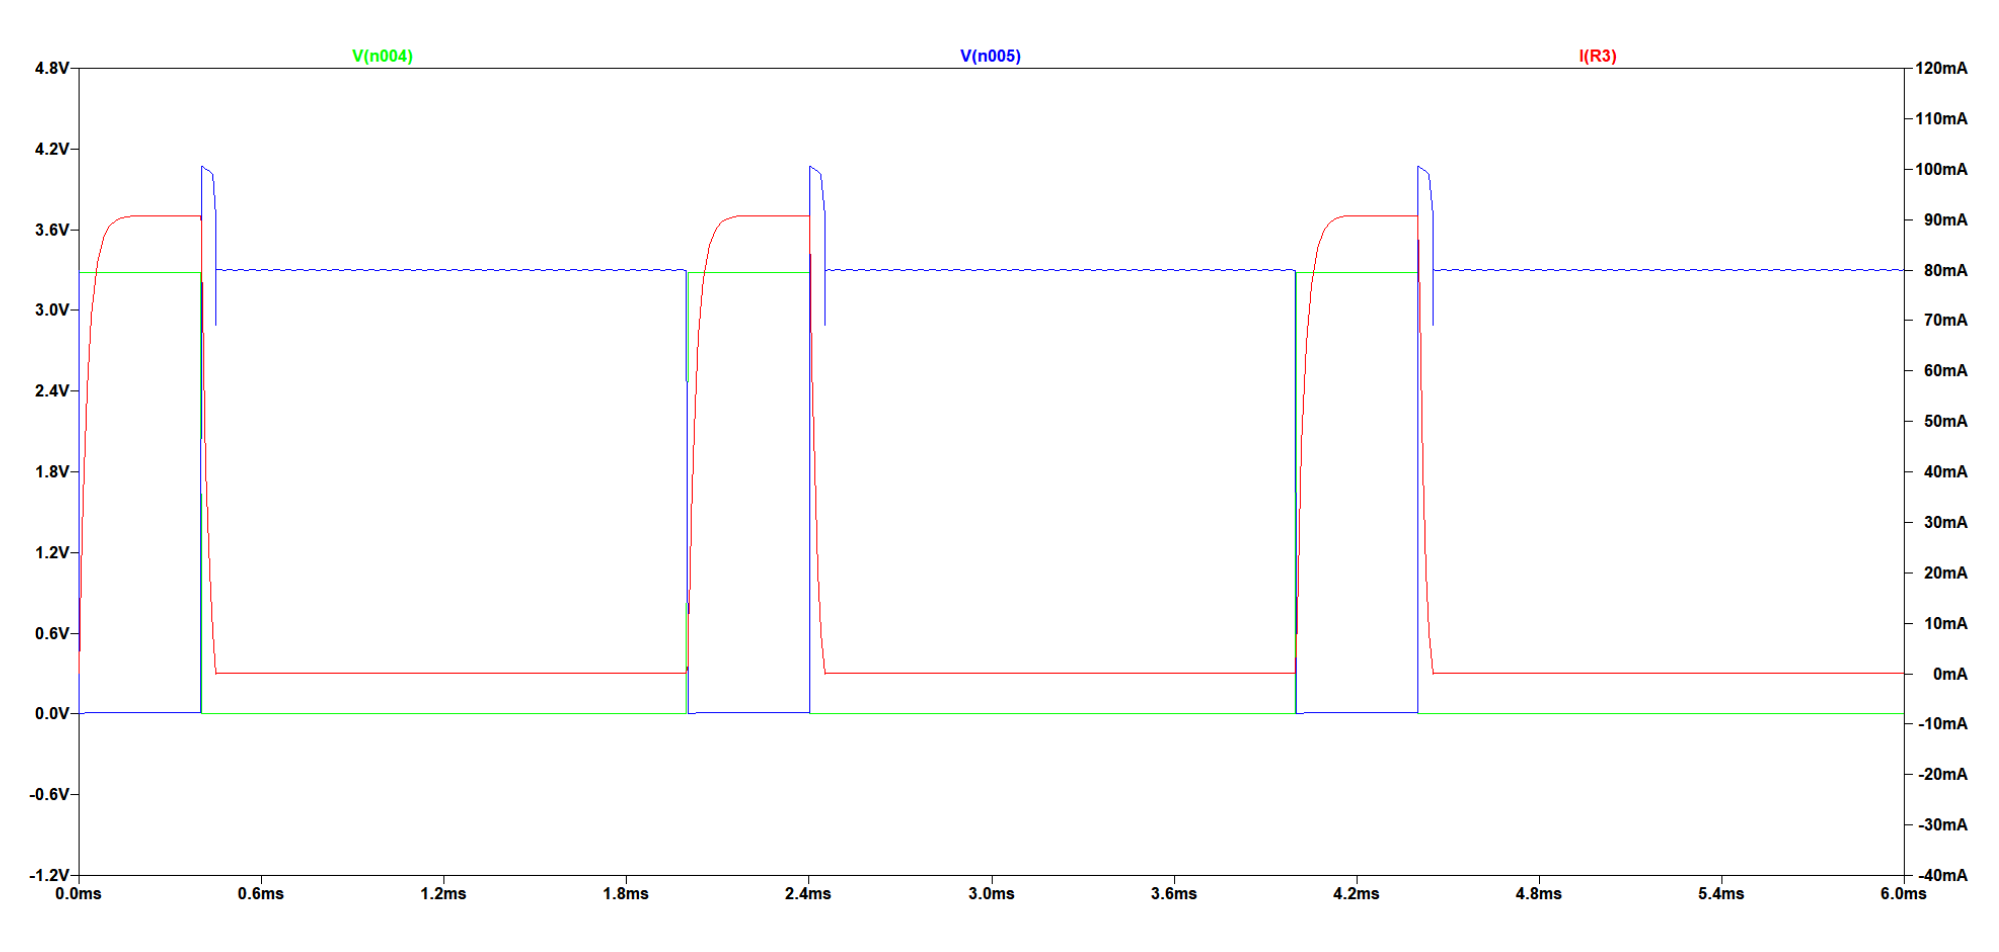 V(n004) V(n005) I(R3)
4.8V 120mA
110mA
4.2V 100mA
3.6V 90mA
80mA
3.0V 70mA
2.4V 60mA
50mA
1.8V 40mA
30mA
1.2V 20mA
0.6V 10mA
0mA
0.0V -10mA
-0.6V -20mA
-30mA
-1.2V -40mA
0.0ms 0.6ms 1.2ms 1.8ms 2.4ms 3.0ms 3.6ms 4.2ms 4.8ms 5.4ms 6.0ms